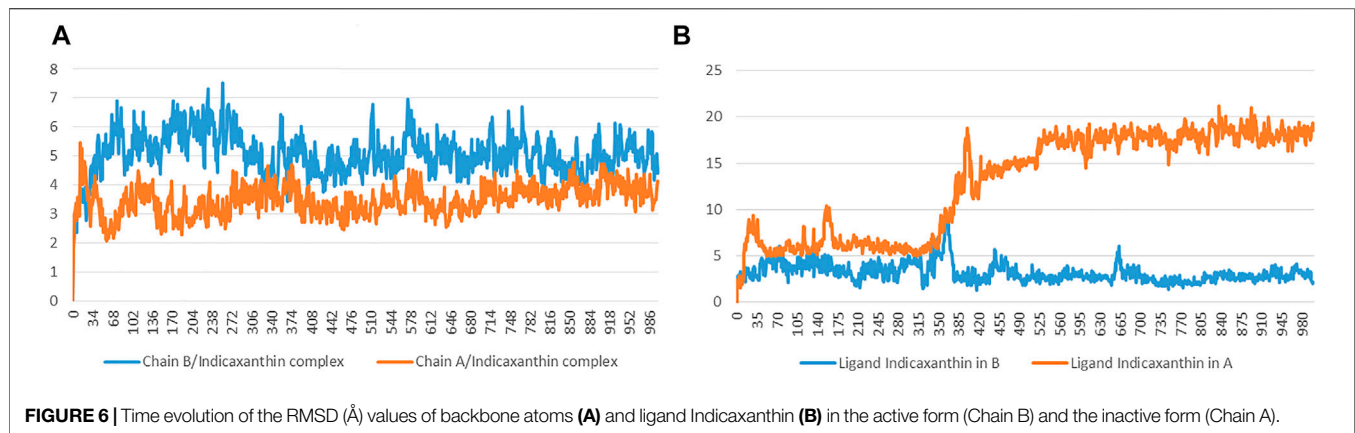 A
8
7
6
5
4
3
2
1
0
0 34 68 102 136 170 204 238 272 306 340 374 408 442 476 510 544 578 612 646 680 714 748 782 816 850 884 918 952 986
Chain B/Indicaxanthin complex Chain A/Indicaxanthin complex
B
25
20
15
10
5
0
0 35 70 105 140 175 210 245 280 315 350 385 420 455 490 525 560 595 630 665 700 735 770 805 840 875 910 945 980
Ligand Indicaxanthin in B Ligand Indicaxanthin in A
FIGURE 6 | Time evolution of the RMSD (Å) values of backbone atoms (A) and ligand Indicaxanthin (B) in the active form (Chain B) and the inactive form (Chain A).